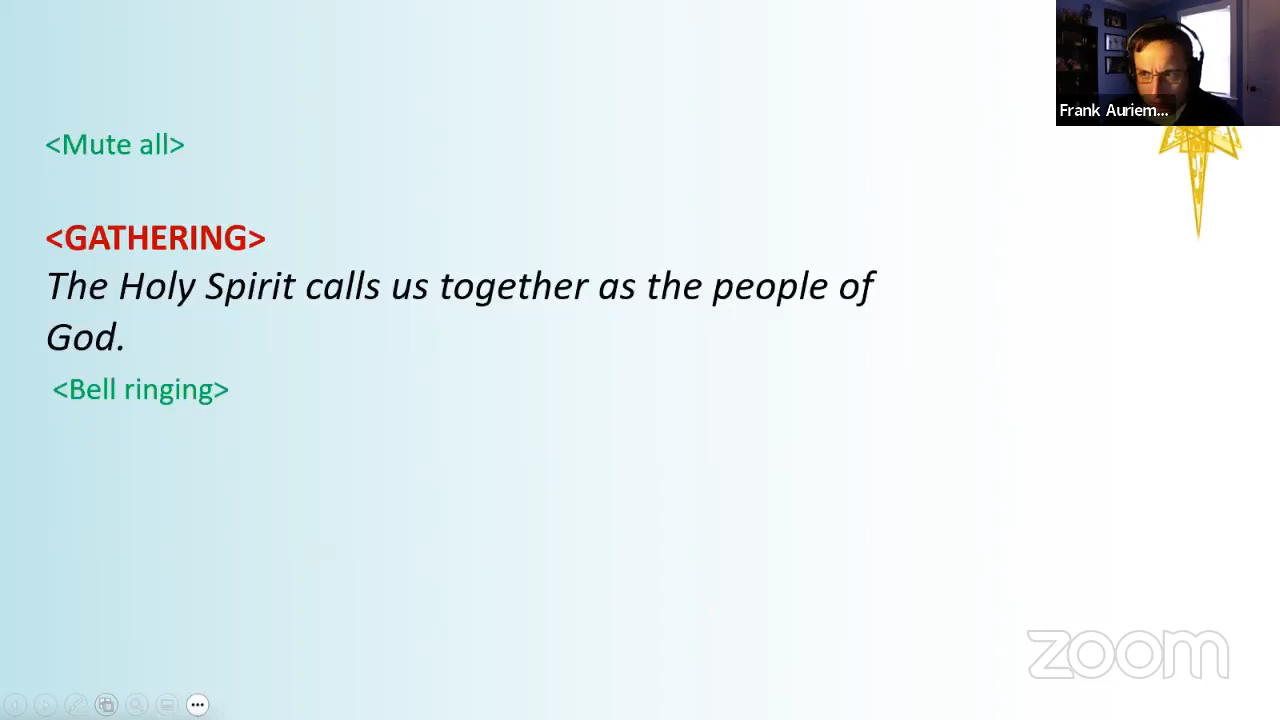 Frank Auriem...
<Mute all>
<GATHERING>
The Holy Spirit calls us together as the people of
God.
<Bell ringing>
zoom